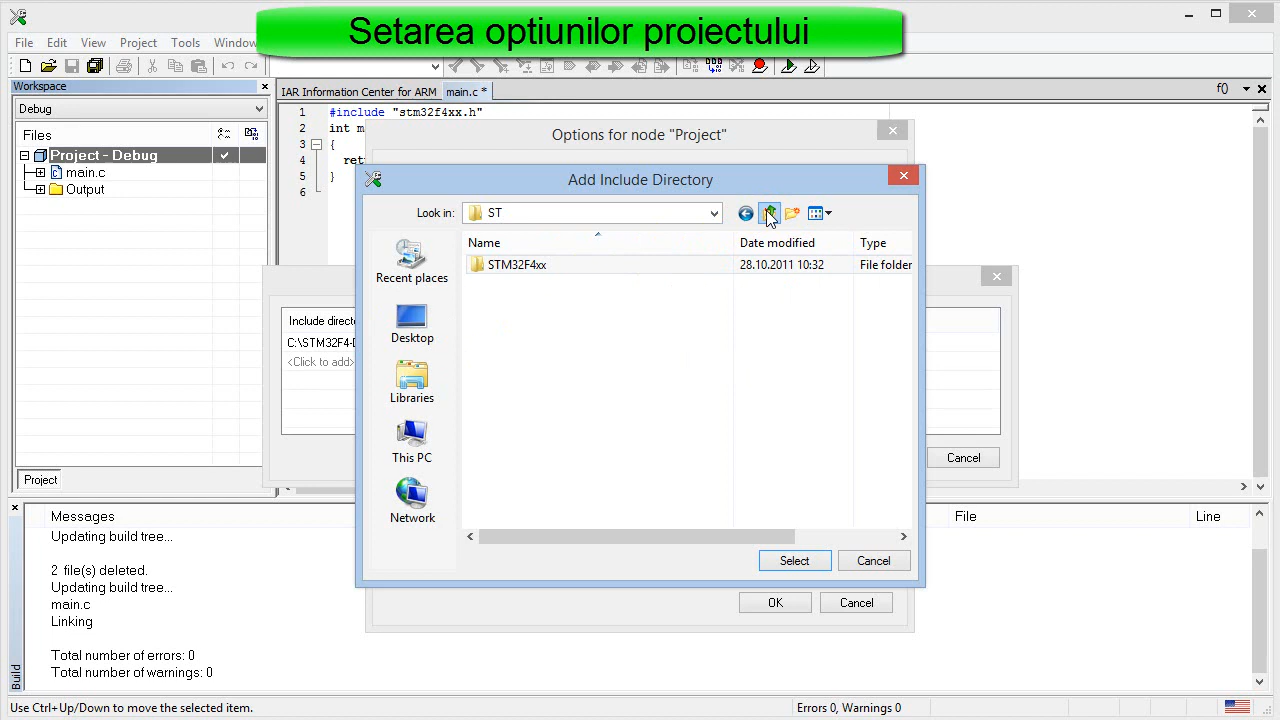 Setarea optiunilor proiectului
File Edit View Project Tools Window
Workspace
IAR Information Center for ARM main.c * f()
Debug
Files
Project - Debug
main.c
Output
Project
1 #include "stm32f4xx.h"
2 int m
3 {
4 ret
5 }
6
Options for node "Project"
Add Include Directory
Look in: ST
Name Date modified Type
STM32F4xx 28.10.2011 10:32 File folder
Recent places
Desktop
Libraries
This PC
Network
Select Cancel
Include direct
C:\STM32F4-D
<Click to add>
Cancel
OK Cancel
Messages File Line
Updating build tree...
2 file(s) deleted.
Updating build tree...
main.c
Linking
Total number of errors: 0
Total number of warnings: 0
Build
Use Ctrl+Up/Down to move the selected item. Errors 0, Warnings 0